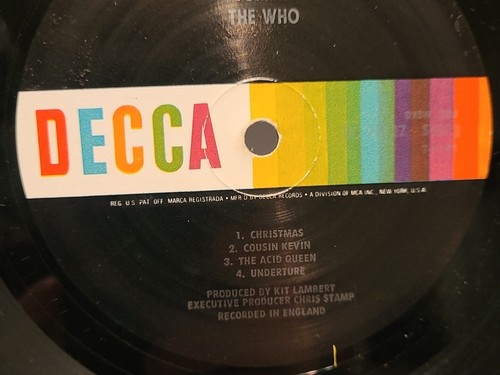 THE WHO
DECCA
REG. U.S. PAT. OFF. MARCA REGISTRADA • MFR'D BY DECCA RECORDS • A DIVISION OF MCA INC., NEW YORK, U.S.A.
1. CHRISTMAS
2. COUSIN KEVIN
3. THE ACID QUEEN
4. UNDERTURE
PRODUCED BY KIT LAMBERT
EXECUTIVE PRODUCER CHRIS STAMP
RECORDED IN ENGLAND